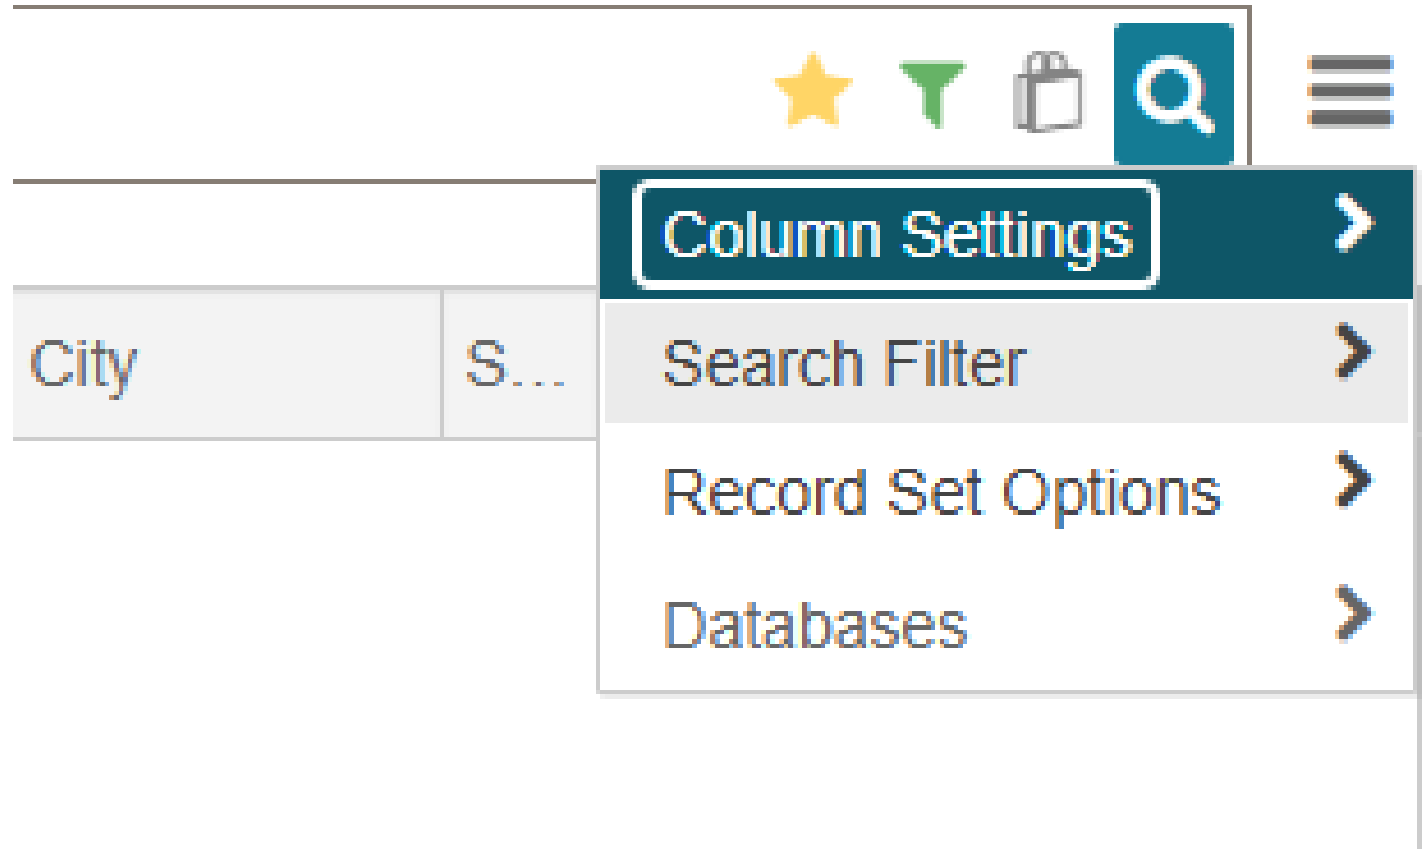 Column Settings
City
S...
Search Filter
Record Set Options
Databases